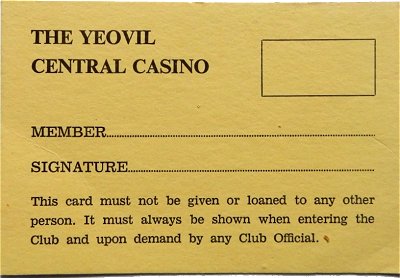 THE YEOVIL
CENTRAL CASINO
MEMBER
SIGNATURE
This card must not be given or loaned to any other
person. It must always be shown when entering the
Club and upon demand by any Club Official.